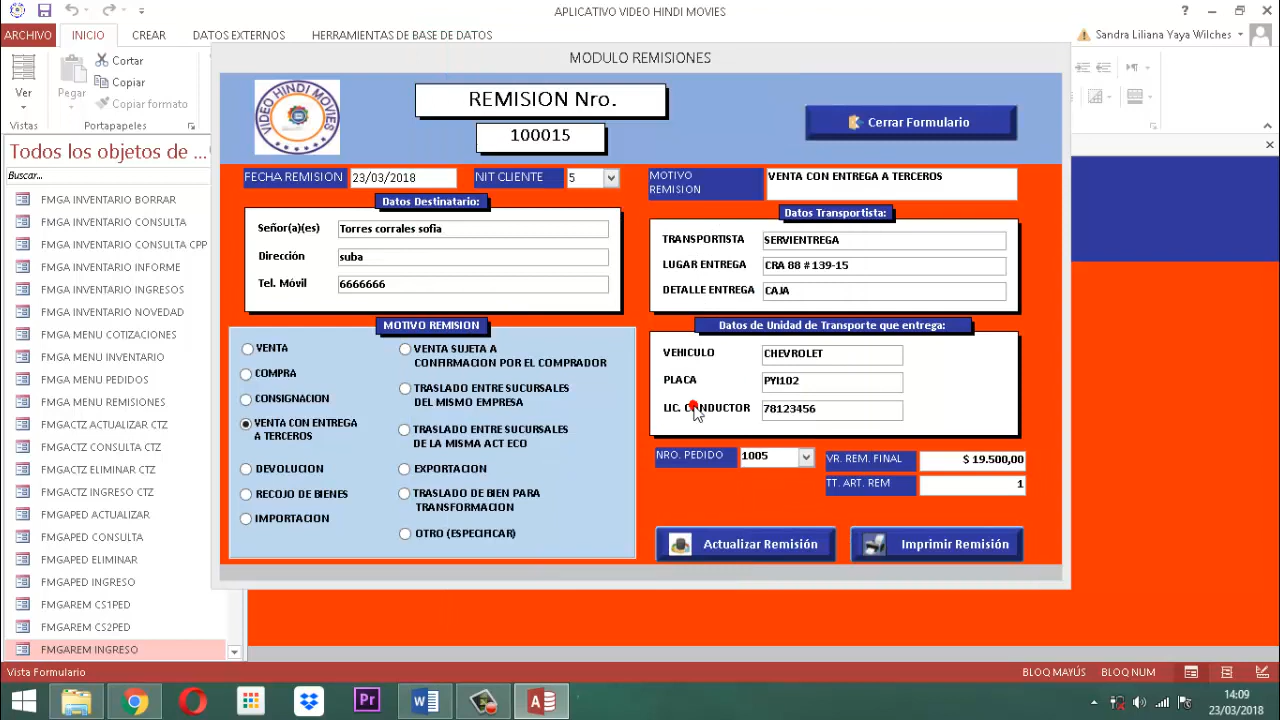 APLICATIVO VIDEO HINDI MOVIES
?
ARCHIVO INICIO CREAR DATOS EXTERNOS HERRAMIENTAS DE BASE DE DATOS
Sandra Liliana Yaya Wilches
Ver
Vistas
Pegar
Cortar
Copiar
Copiar formato
Portapapeles
Todos los objetos de ...
Buscar...
FMGA INVENTARIO BORRAR
FMGA INVENTARIO CONSULTA
FMGA INVENTARIO CONSULTA CPP
FMGA INVENTARIO INFORME
FMGA INVENTARIO INGRESOS
FMGA INVENTARIO NOVEDAD
FMGA MENU COTIZACIONES
FMGA MENU INVENTARIO
FMGA MENU PEDIDOS
FMGA MENU REMISIONES
FMGACTZ ACTUALIZAR CTZ
FMGACTZ CONSULTA CTZ
FMGACTZ ELIMINAR CTZ
FMGACTZ INGRESO CTZ
FMGAPED ACTUALIZAR
FMGAPED CONSULTA
FMGAPED ELIMINAR
FMGAPED INGRESO
FMGAREM CS1PED
FMGAREM CS2PED
FMGAREM INGRESO
MODULO REMISIONES
VIDEO HINDI MOVIES
REMISION Nro.
100015
Cerrar Formulario
FECHA REMISION 23/03/2018
NIT CLIENTE 5
MOTIVO
REMISION
VENTA CON ENTREGA A TERCEROS
Datos Destinatario:
Señor(a)(es) Torres corrales sofia
Dirección suba
Tel. Móvil 6666666
Datos Transportista:
TRANSPORTISTA SERVIENTREGA
LUGAR ENTREGA CRA 88 # 139-15
DETALLE ENTREGA CAJA
MOTIVO REMISION
VENTA
COMPRA
CONSIGNACION
VENTA CON ENTREGA
A TERCEROS
DEVOLUCION
RECOJO DE BIENES
IMPORTACION
VENTA SUJETA A
CONFIRMACION POR EL COMPRADOR
TRASLADO ENTRE SUCURSALES
DEL MISMO EMPRESA
TRASLADO ENTRE SUCURSALES
DE LA MISMA ACT ECO
EXPORTACION
TRASLADO DE BIEN PARA
TRANSFORMACION
OTRO (ESPECIFICAR)
Datos de Unidad de Transporte que entrega:
VEHICULO CHEVROLET
PLACA PYI102
LIC. CONDUCTOR 78123456
NRO. PEDIDO 1005
VR. REM. FINAL $ 19.500,00
TT. ART. REM 1
Actualizar Remisión
Imprimir Remisión
Vista Formulario
BLOQ MAYÚS BLOQ NUM
Pr
14:09
23/03/2018